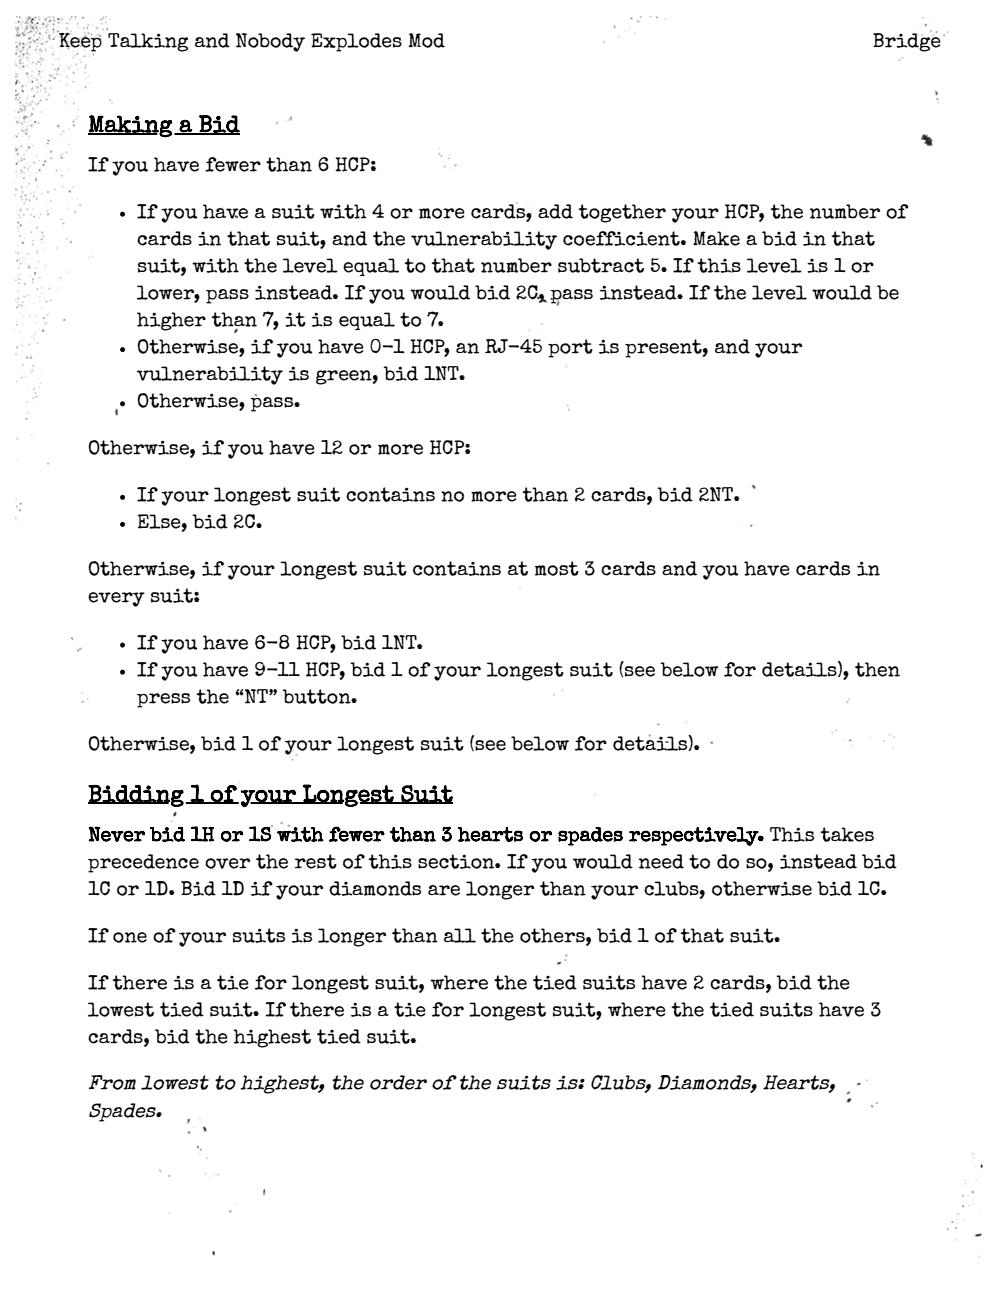 Keep Talking and Nobody Explodes Mod
Bridge
Making a Bid
If you have fewer than 6 HCP:
• If you have a suit with 4 or more cards, add together your HCP, the number of
cards in that suit, and the vulnerability coefficient. Make a bid in that
suit, with the level equal to that number subtract 5. If this level is 1 or
lower, pass instead. If you would bid 2C, pass instead. If the level would be
higher than 7, it is equal to 7.
• Otherwise, if you have 0-1 HCP, an RJ-45 port is present, and your
vulnerability is green, bid 1NT.
• Otherwise, pass.
Otherwise, if you have 12 or more HCP:
• If your longest suit contains no more than 2 cards, bid 2NT.
• Else, bid 2C.
Otherwise, if your longest suit contains at most 3 cards and you have cards in
every suit:
• If you have 6-8 HCP, bid 1NT.
• If you have 9-11 HCP, bid 1 of your longest suit (see below for details), then
press the “NT” button.
Otherwise, bid 1 of your longest suit (see below for details).
Bidding 1 of your Longest Suit
Never bid 1H or 1S with fewer than 3 hearts or spades respectively. This takes
precedence over the rest of this section. If you would need to do so, instead bid
1C or 1D. Bid 1D if your diamonds are longer than your clubs, otherwise bid 1C.
If one of your suits is longer than all the others, bid 1 of that suit.
If there is a tie for longest suit, where the tied suits have 2 cards, bid the
lowest tied suit. If there is a tie for longest suit, where the tied suits have 3
cards, bid the highest tied suit.
From lowest to highest, the order of the suits is: Clubs, Diamonds, Hearts,
Spades.